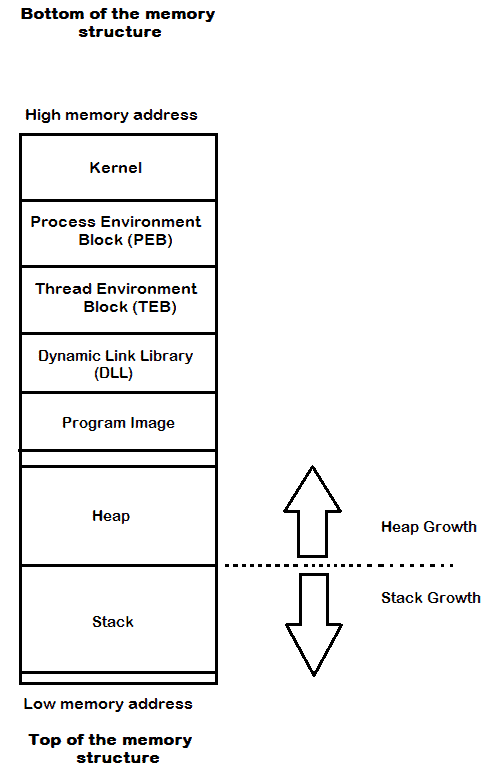 Bottom of the memory
structure
High memory address
Kernel
Process Environment
Block (PEB)
Thread Environment
Block (TEB)
Dynamic Link Library
(DLL)
Program Image
Heap
Heap Growth
Stack Growth
Stack
Low memory address
Top of the memory
structure